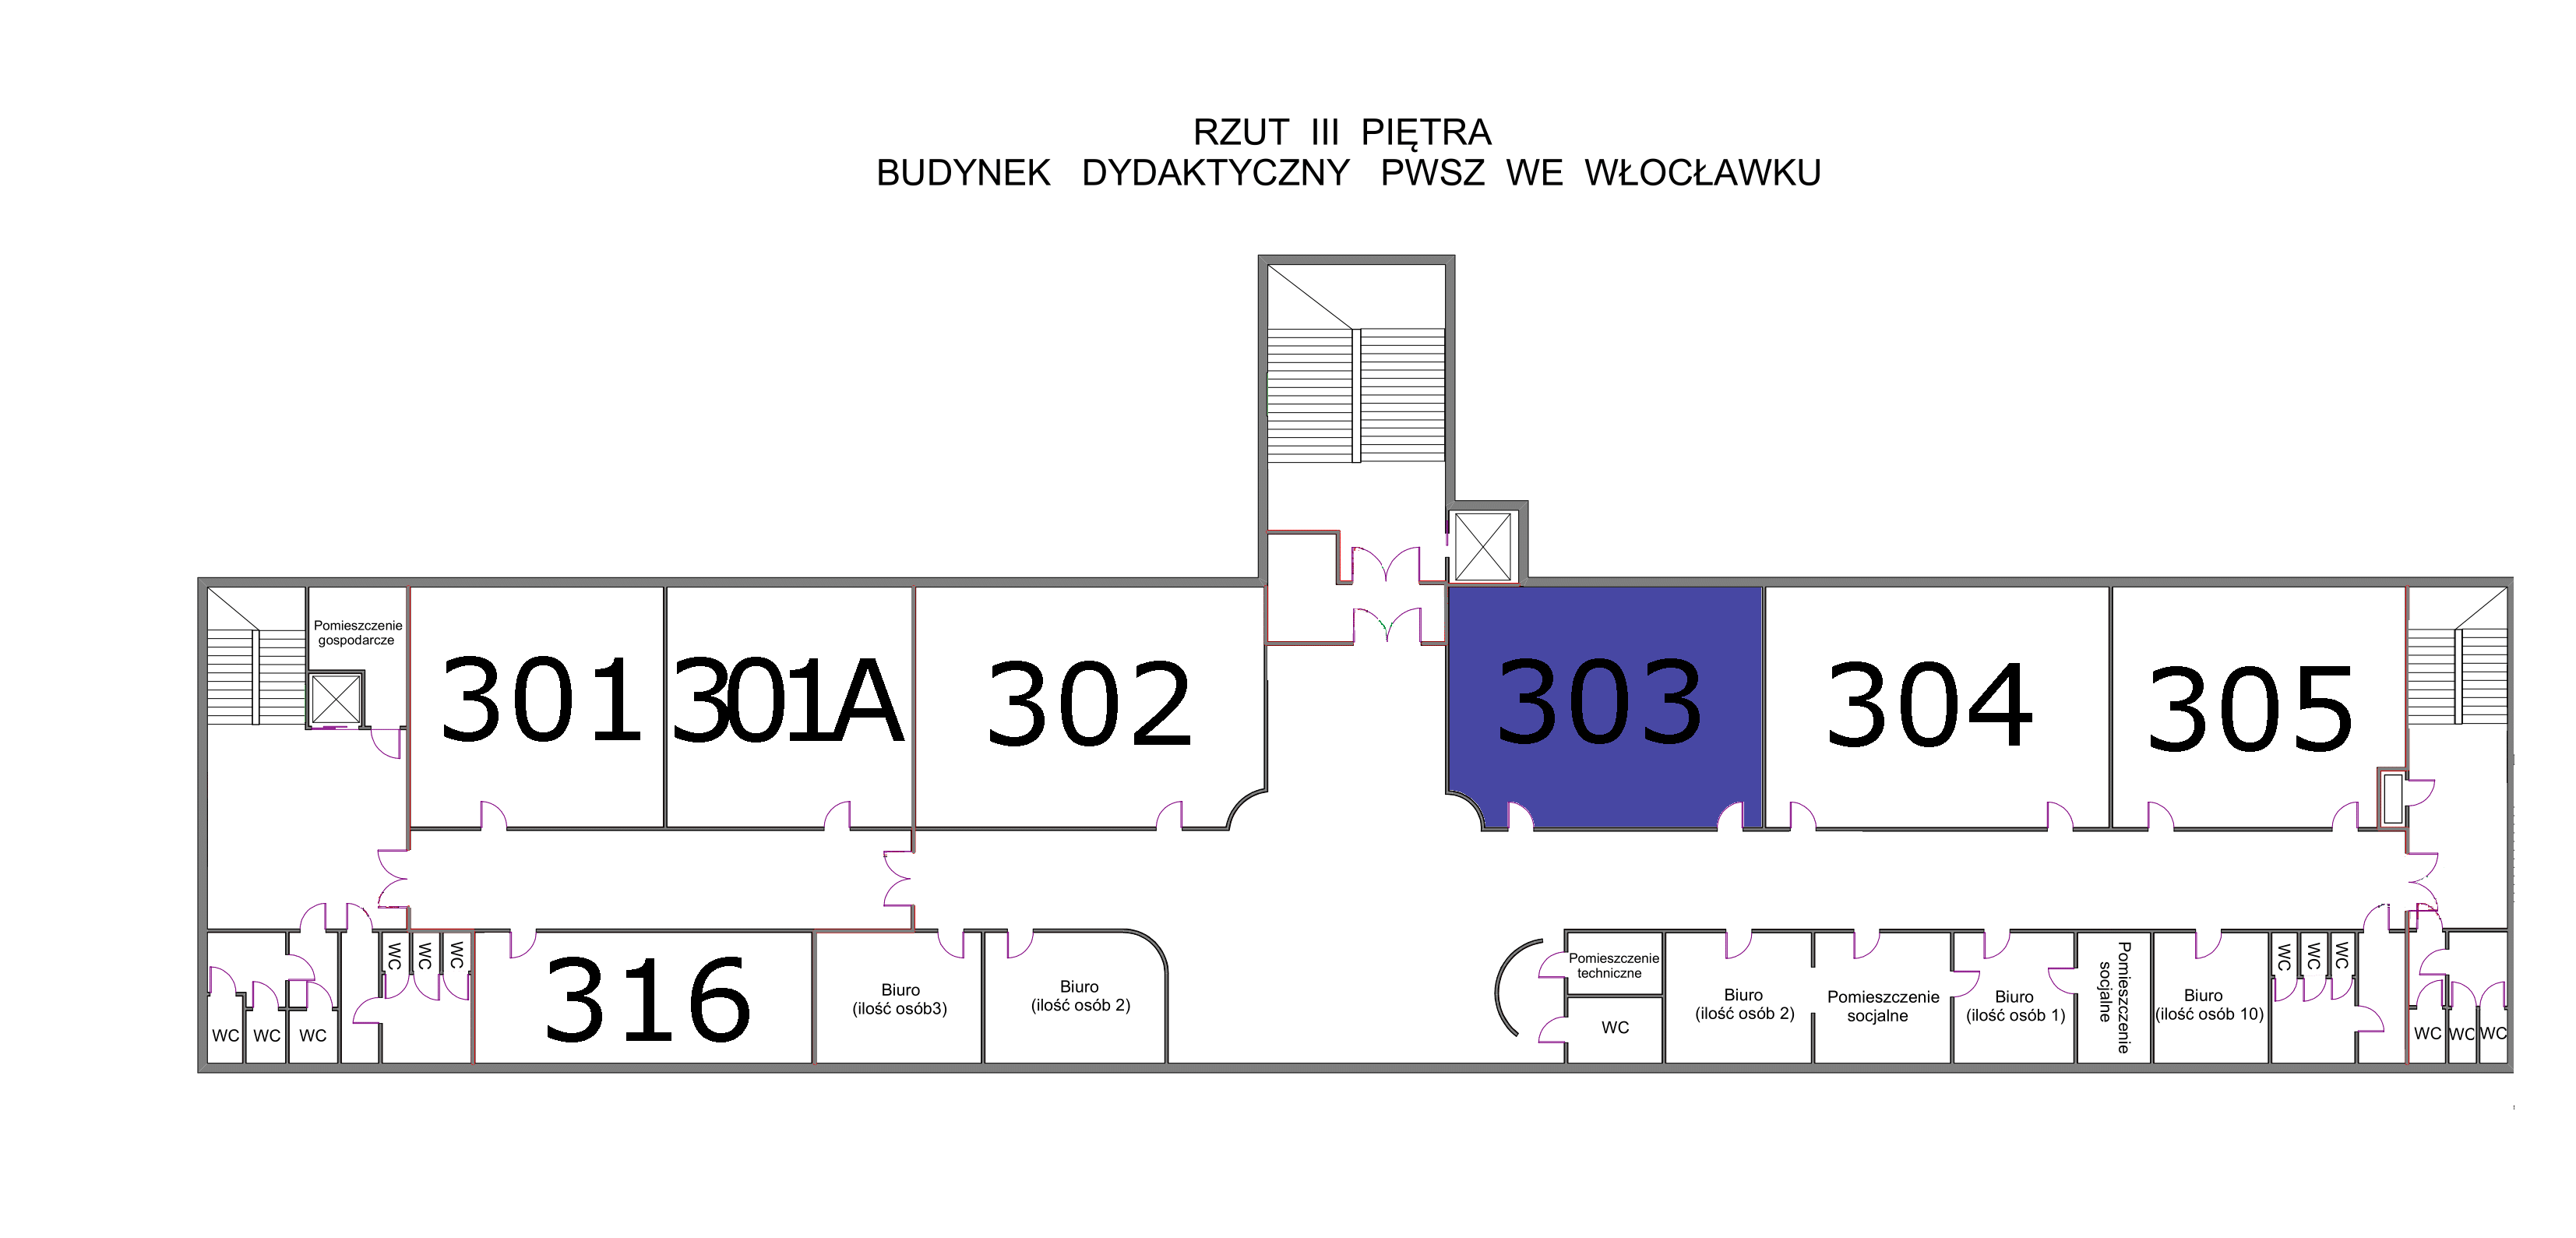 RZUT III PIĘTRA
BUDYNEK DYDAKTYCZNY PWSZ WE WŁOCŁAWKU
Pomieszczenie
gospodarcze
301
301A
302
303
304
305
WC
WC
WC
WC
WC
WC
316
Biuro
(ilość osób3)
Biuro
(ilość osób 2)
Pomieszczenie
techniczne
WC
Biuro
(ilość osób 2)
Pomieszczenie
socjalne
Biuro
(ilość osób 1)
Pomieszczenie
socjalne
Biuro
(ilość osób 10)
WC
WC
WC
WC
WC
WC